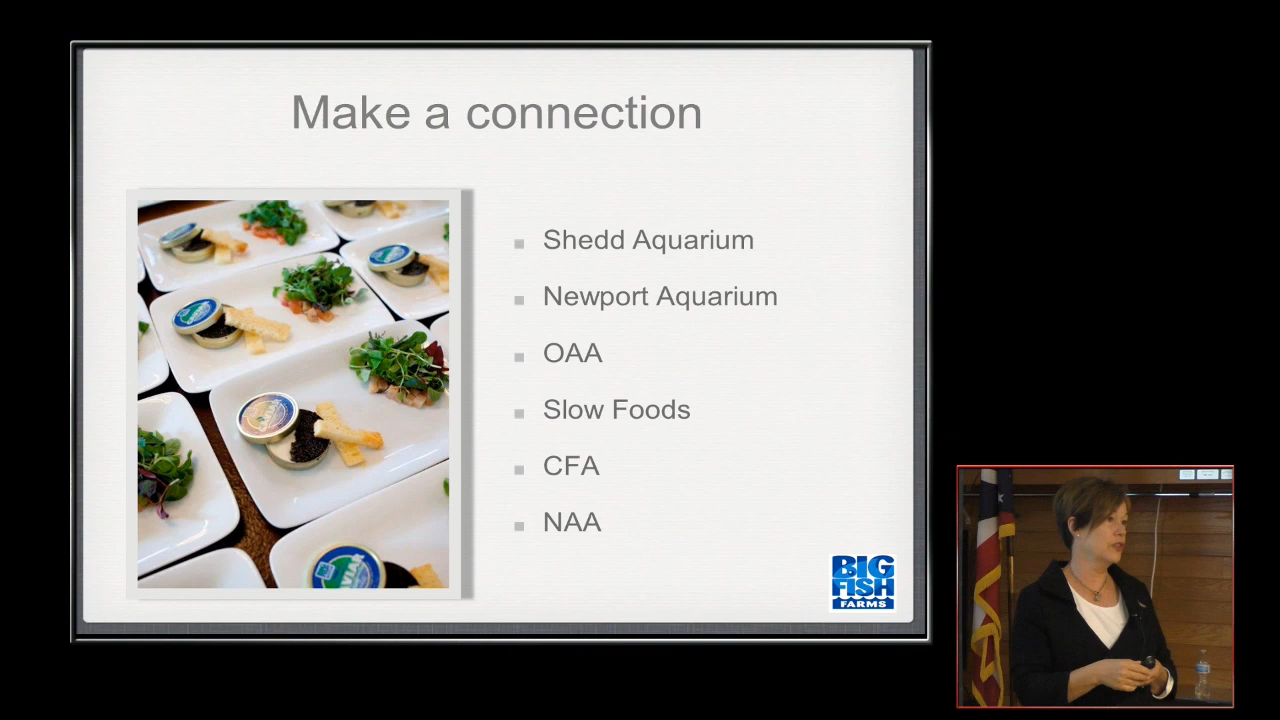 Make a connection
Shedd Aquarium
Newport Aquarium
OAA
Slow Foods
CFA
NAA
BIG
FISH
FARMS